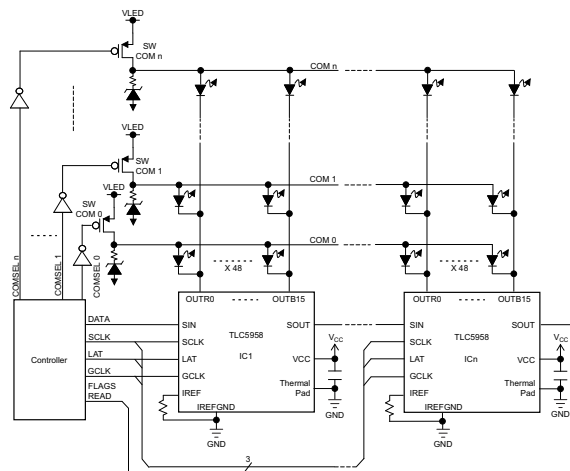 VLED
SW
COM n
COM n
VLED
SW
COM 1
COM 1
VLED
SW
COM 0
COM 0
COMSEL n
COMSEL 1
COMSEL 0
X 48
X 48
OUTR0 OUTB15
OUTR0 OUTB15
Controller
DATA
SCLK
LAT
GCLK
FLAGS
READ
SIN
SCLK
LAT
GCLK
IREF
TLC5958
IC1
SOUT
VCC
Thermal
Pad
IREFGND
GND
VCC
GND
SIN
SCLK
LAT
GCLK
IREF
TLC5958
ICn
SOUT
VCC
Thermal
Pad
IREFGND
GND
VCC
GND
3